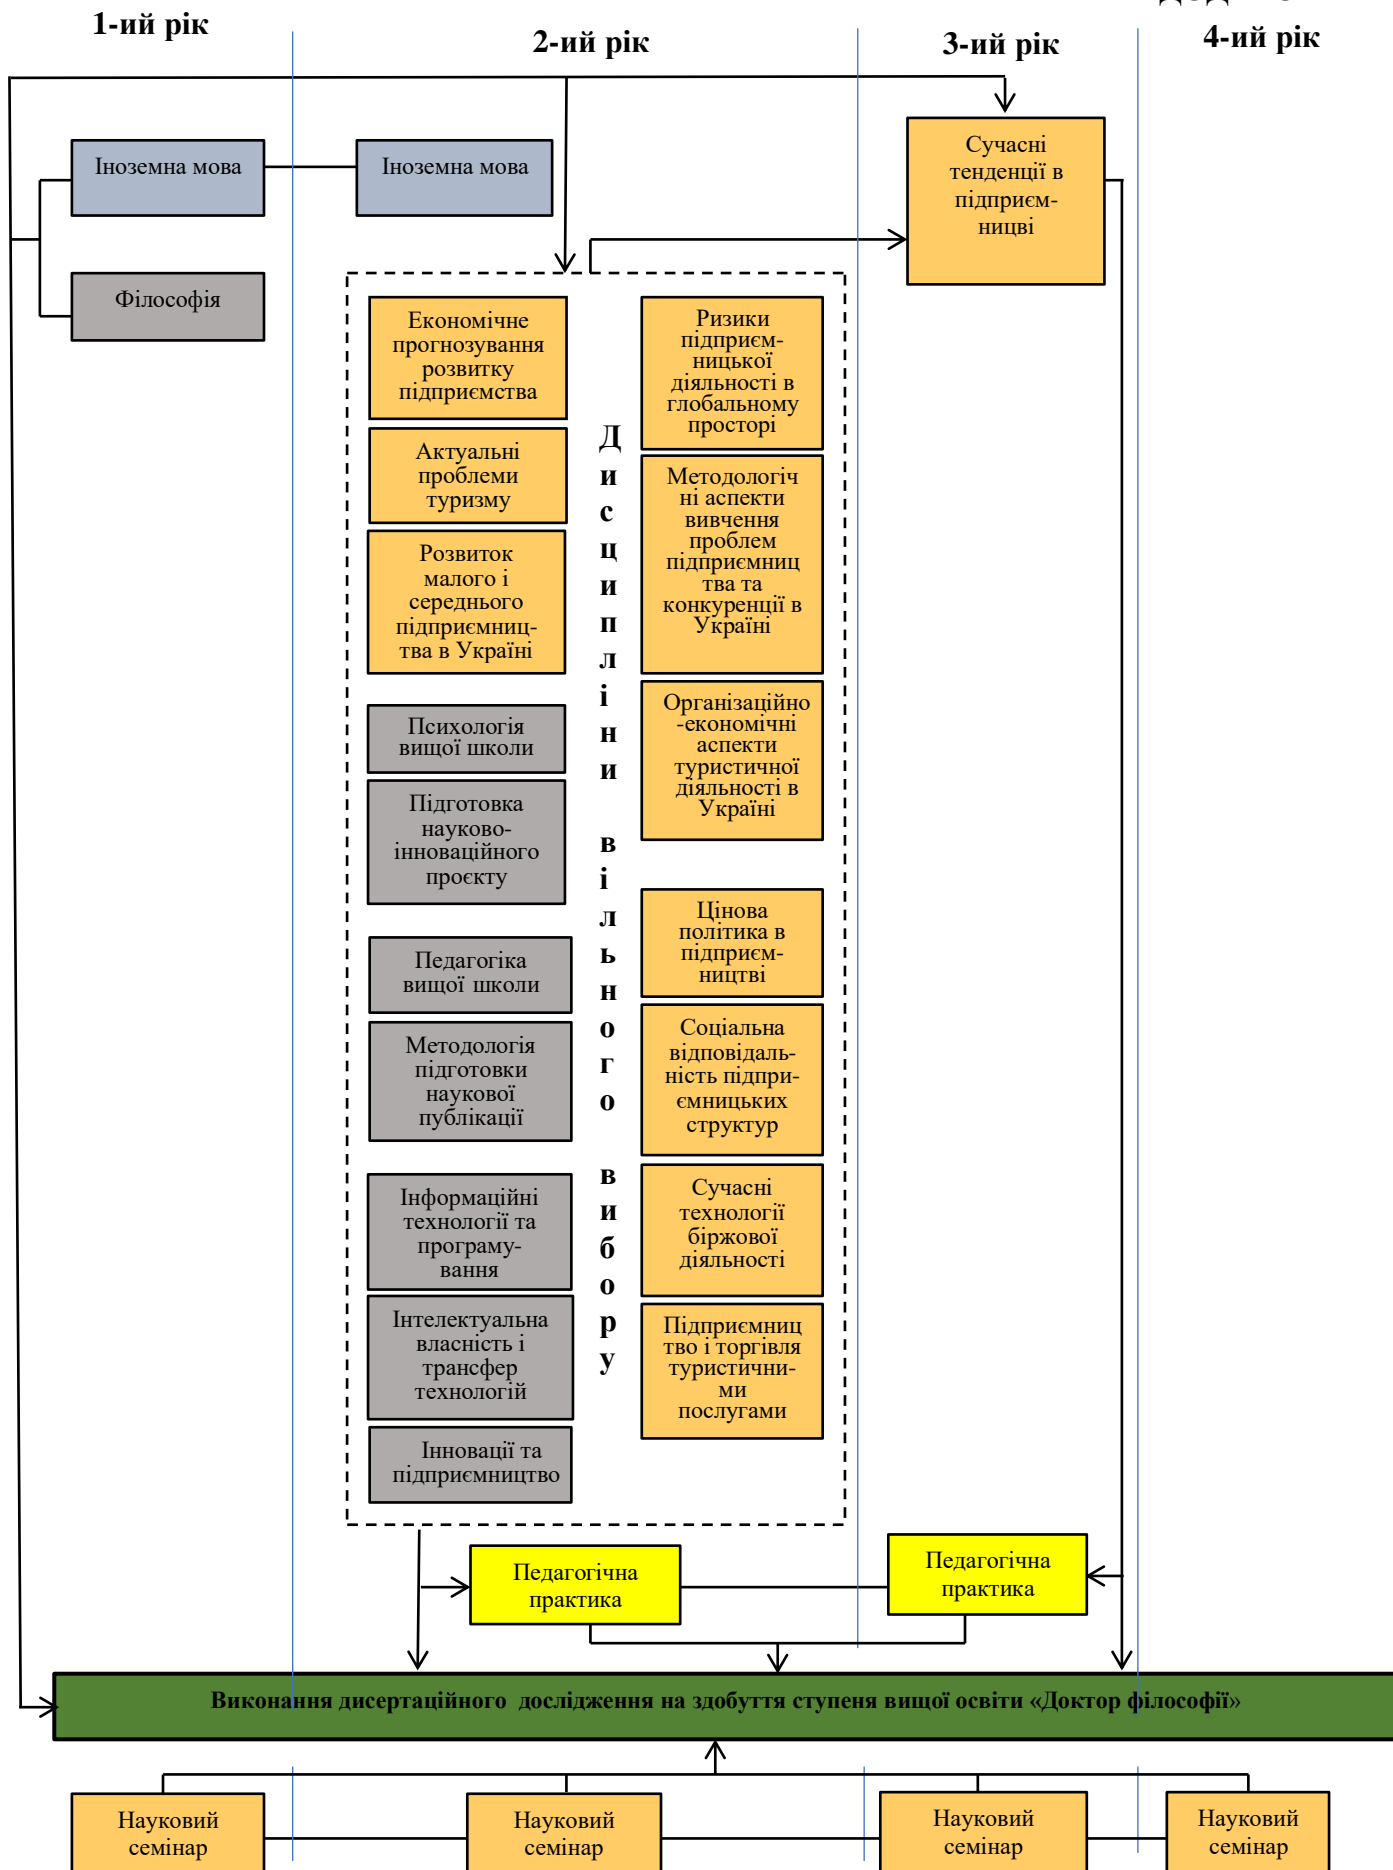 1-ий рік
2-ий рік
3-ий рік
4-ий рік
Іноземна мова
Іноземна мова
Філософія
Сучасні
тенденції в
підприєм-
ницві
Економічне
прогнозування
розвитку
підприємства
Актуальні
проблеми
туризму
Розвиток
малого і
середнього
підприємниц-
тва в Україні
Психологія
вищої школи
Підготовка
науково-
інноваційного
проєкту
Педагогіка
вищої школи
Методологія
підготовки
наукової
публікації
Інформаційні
технології та
програму-
вання
Інтелектуальна
власність і
трансфер
технологій
Інновації та
підприємництво
Дисципліни вільного вибору
Ризики
підприєм-
ницької
діяльності в
глобальному
просторі
Методологіч
ні аспекти
вивчення
проблем
підприємниц
тва та
конкуренції в
Україні
Організаційно
-економічні
аспекти
туристичної
діяльності в
Україні
Цінова
політика в
підприєм-
ництві
Соціальна
відповідаль-
ність підпри-
ємницьких
структур
Сучасні
технології
біржової
діяльності
Підприємниц
тво і торгівля
туристични-
ми
послугами
Педагогічна
практика
Педагогічна
практика
Виконання дисертаційного дослідження на здобуття ступеня вищої освіти «Доктор філософії»
Науковий
семінар
Науковий
семінар
Науковий
семінар
Науковий
семінар